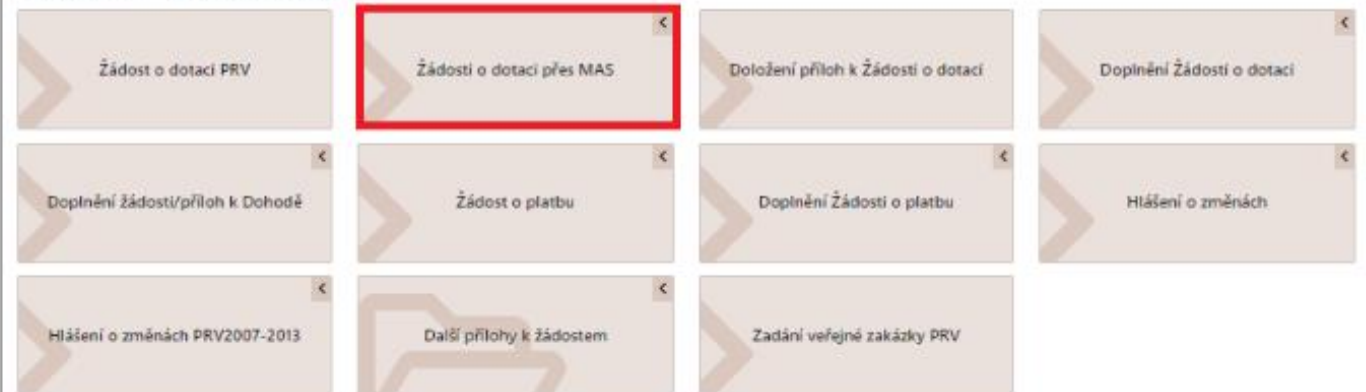 Žádost o dotaci PRV
Žádosti o dotaci přes MAS
Doložení příloh k Žádosti o dotaci
Doplnění Žádosti o dotaci
Doplnění žádosti/příloh k Dohodě
Žádost o platbu
Doplnění Žádosti o platbu
Hlášení o změnách
Hlášení o změnách PRV2007-2013
Další přílohy k žádostem
Zadání veřejné zakázky PRV